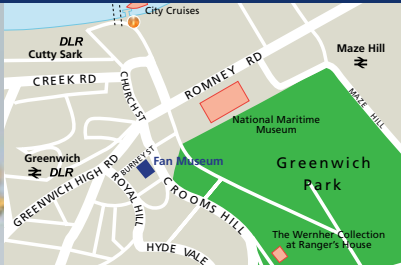 City Cruises
DLR
Cutty Sark
Maze Hill
CREEK RD
CHURCH ST
ROMNEY RD
MAZE HILL
National Maritime
Museum
Greenwich
DLR
BURNEY ST
Fan Museum
Greenwich
Park
GREENWICH HIGH RD
ROYAL HILL
CROOMS HILL
The Wernher Collection
at Ranger's House
HYDE VALE